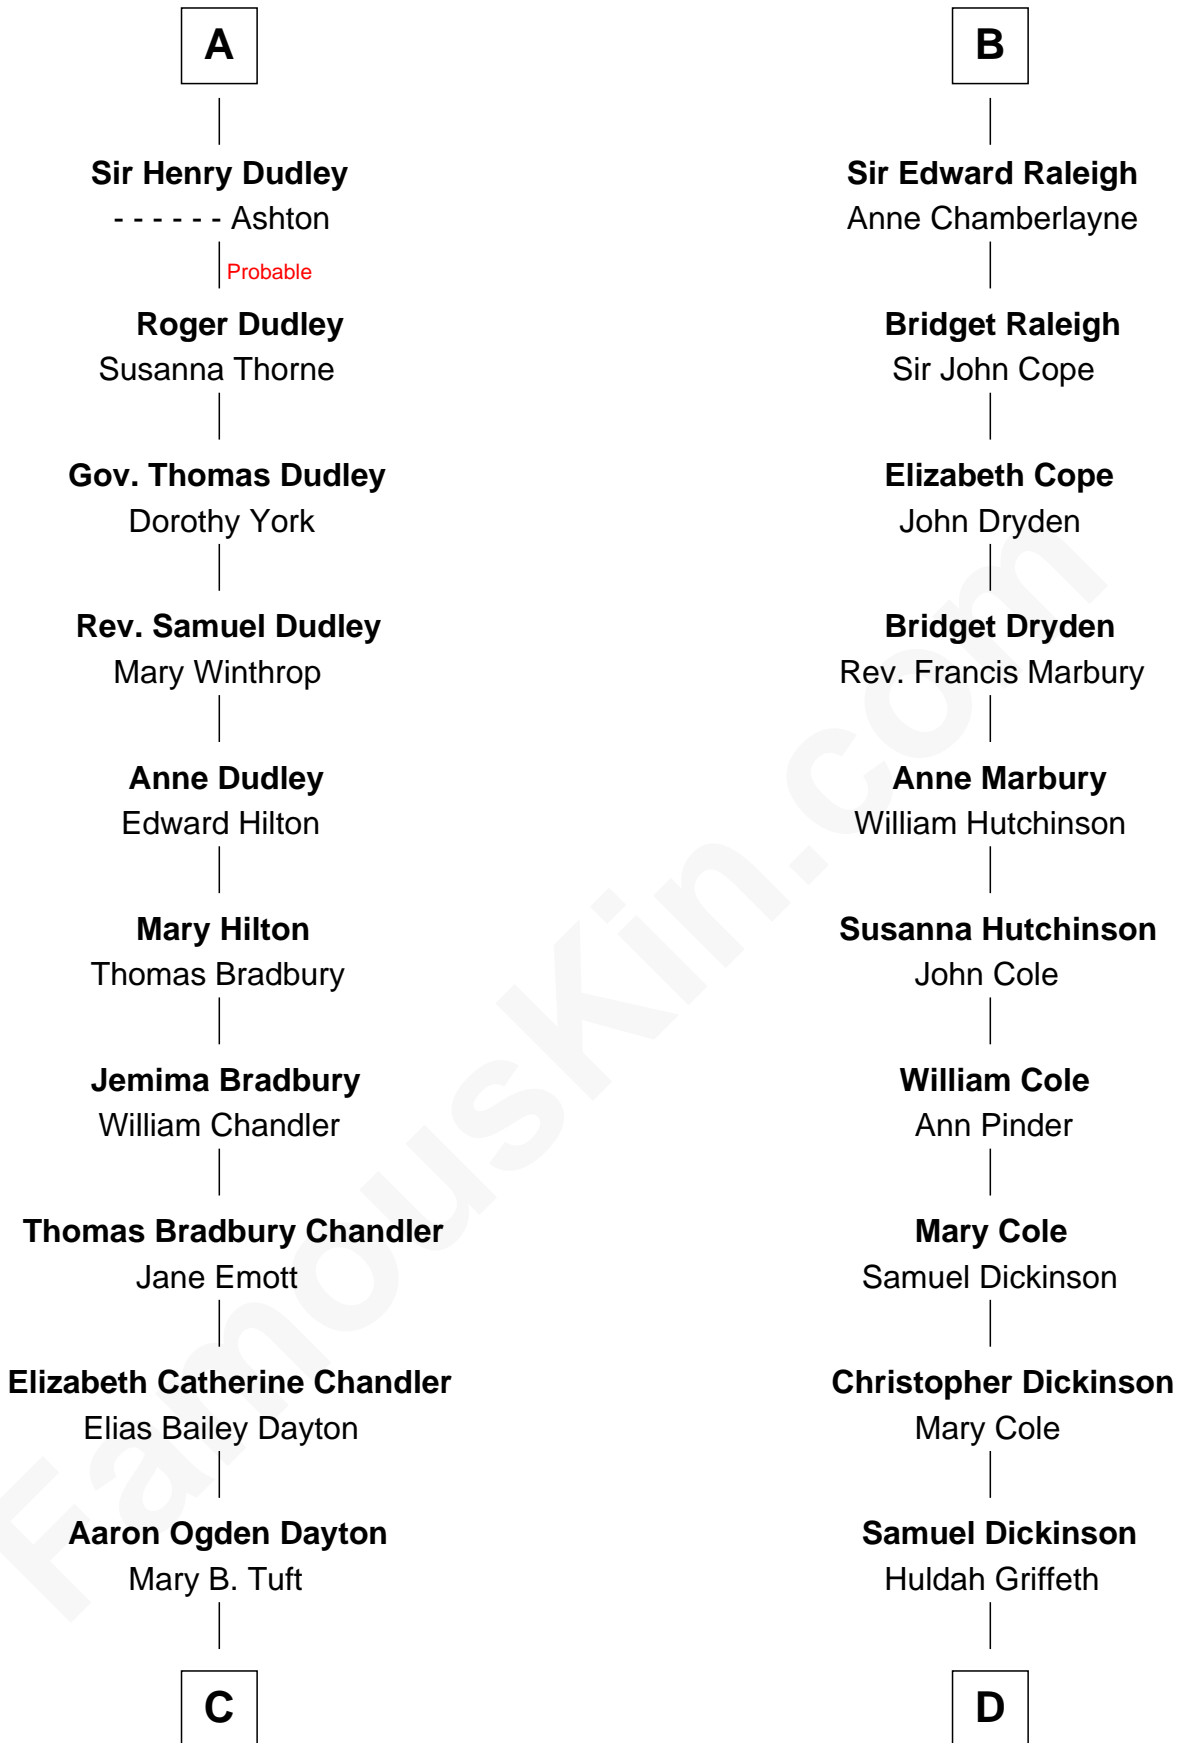 A
Sir Henry Dudley
- - - - - - Ashton
Probable
Roger Dudley
Susanna Thorne
Gov. Thomas Dudley
Dorothy York
Rev. Samuel Dudley
Mary Winthrop
Anne Dudley
Edward Hilton
Mary Hilton
Thomas Bradbury
Jemima Bradbury
William Chandler
Thomas Bradbury Chandler
Jane Emott
Elizabeth Catherine Chandler
Elias Bailey Dayton
Aaron Ogden Dayton
Mary B. Tuft
C
B
Sir Edward Raleigh
Anne Chamberlayne
Bridget Raleigh
Sir John Cope
Elizabeth Cope
John Dryden
Bridget Dryden
Rev. Francis Marbury
Anne Marbury
William Hutchinson
Susanna Hutchinson
John Cole
William Cole
Ann Pinder
Mary Cole
Samuel Dickinson
Christopher Dickinson
Mary Cole
Samuel Dickinson
Huldah Griffeth
D
FamousKin.com